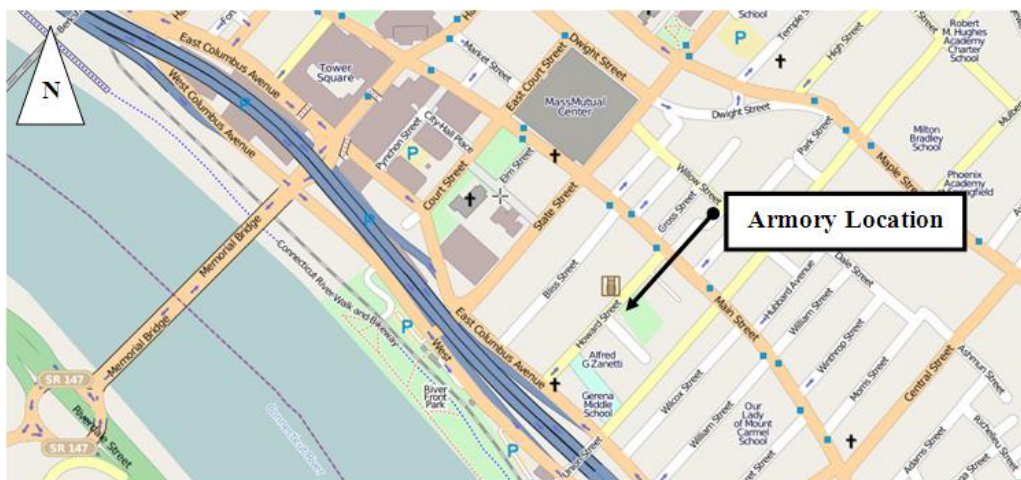 N
East Columbus Avenue
West Columbus Avenue
Tower
Square
P
Market Street
East Court Street
Dwight Street
School
P
Temple Street
High Street
Robert
M. Hughes
Academy
Charter
School
MassMutual
Center
Dwight Street
Park Street
Milton
Bradley
School
Maple Street
Phoenix
Academy
Pynchon Street
City Hall Place
P
Court Street
Elm Street
State Street
Willow Street
Cross Street
Armory Location
P
Memorial Bridge
Memorial Bridge
Connecticut River Walk and Bikeway
Bliss Street
Howard Street
Main Street
Dale Street
Hubbard Avenue
William Street
Winthrop Street
Morris Street
Central Street
Ashmun Street
P
West
East Columbus Avenue
Alfred
G Zanetti
Gerena
Middle
School
River
Front
Park
Wilcox Street
William Street
Our
Lady
of Mount
Carmel
School
SR 147
SR 147
Connecticut River
P
Union Street
Adams Street
Richelieu Street